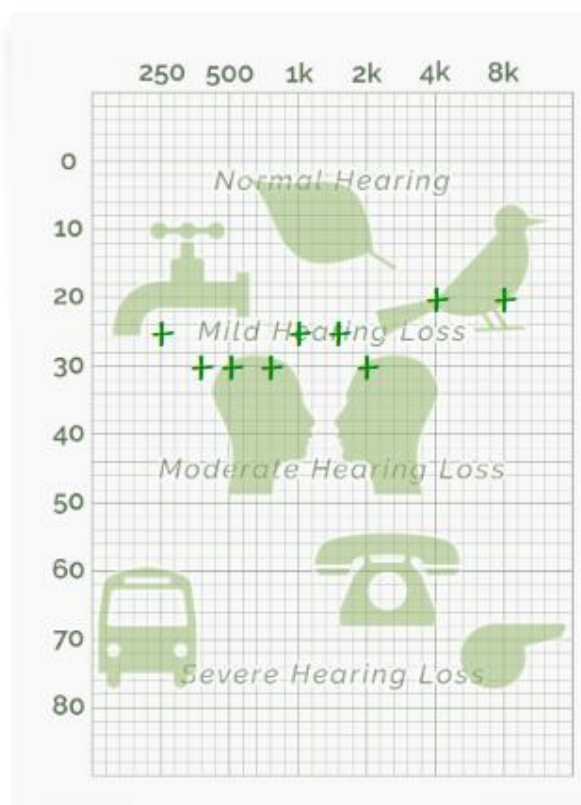 250 500 1k 2k 4k 8k
0
Normal Hearing
10
20
Mild Hearing Loss
30
40
Moderate Hearing Loss
50
60
70
Severe Hearing Loss
80